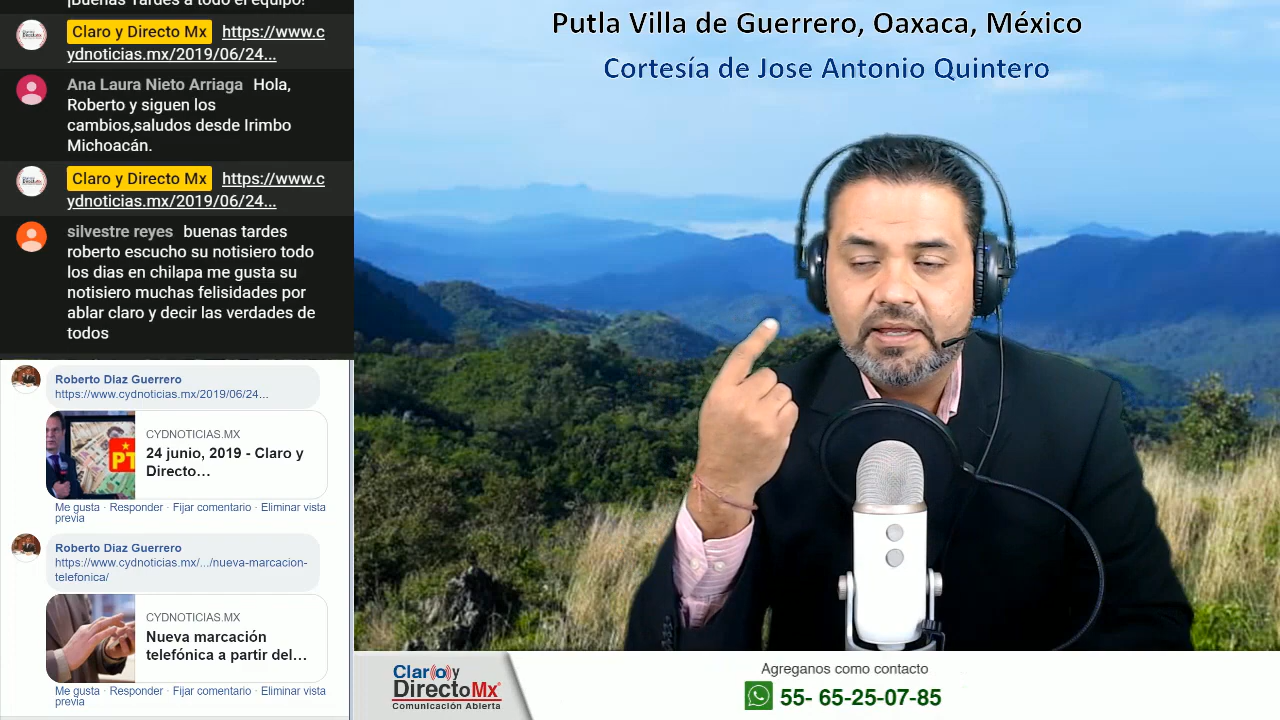 ¡Buenas Tardes a todo el equipo!
Claro y Directo Mx https://www.c
ydnoticias.mx/2019/06/24...
Ana Laura Nieto Arriaga Hola,
Roberto y siguen los
cambios,saludos desde Irimbo
Michoacán.
Claro y Directo Mx https://www.c
ydnoticias.mx/2019/06/24...
silvestre reyes buenas tardes
roberto escucho su notisiero todo
los dias en chilapa me gusta su
notisiero muchas felisidades por
ablar claro y decir las verdades de
todos
Roberto Diaz Guerrero
https://www.cydnoticias.mx/2019/06/24...
PT
CYDNOTICIAS.MX
24 junio, 2019 - Claro y
Directo...
Me gusta · Responder · Fijar comentario · Eliminar vista
previa
Roberto Diaz Guerrero
https://www.cydnoticias.mx/.../nueva-marcacion-
telefonica/
CYDNOTICIAS.MX
Nueva marcación
telefónica a partir del...
Me gusta · Responder · Fijar comentario · Eliminar vista
previa
Putla Villa de Guerrero, Oaxaca, México
Cortesía de Jose Antonio Quintero
Claro y
DirectoMx
Comunicación Abierta
Agreganos como contacto
55- 65-25-07-85